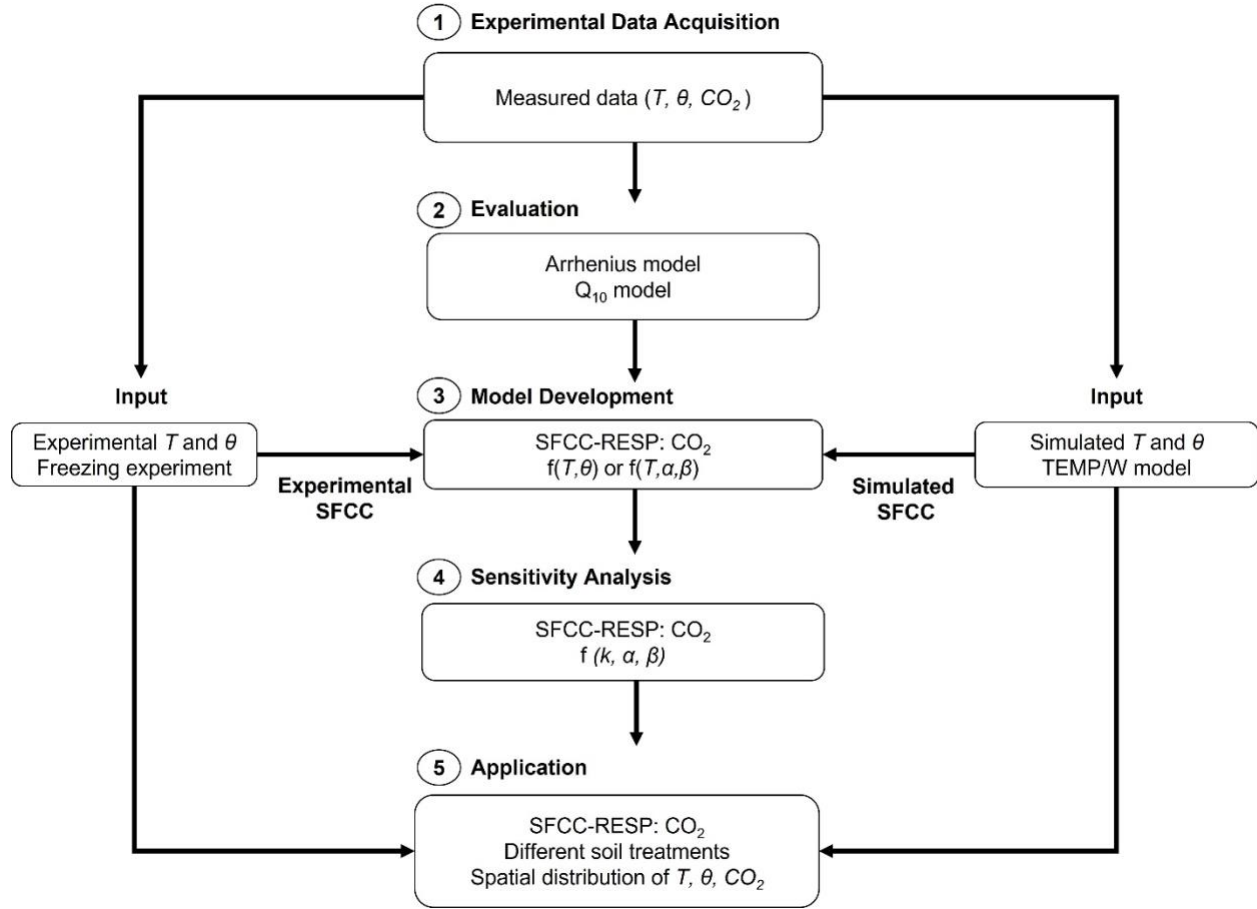 1 Experimental Data Acquisition
Measured data (T, θ, CO₂ )
2 Evaluation
Arrhenius model
Q₁₀ model
Input
3 Model Development
Input
Experimental T and θ
Freezing experiment
SFCC-RESP: CO₂
f(T,θ) or f(T,α,β)
Simulated T and θ
TEMP/W model
Experimental
SFCC
Simulated
SFCC
4 Sensitivity Analysis
SFCC-RESP: CO₂
f (k, α, β)
5 Application
SFCC-RESP: CO₂
Different soil treatments
Spatial distribution of T, θ, CO₂